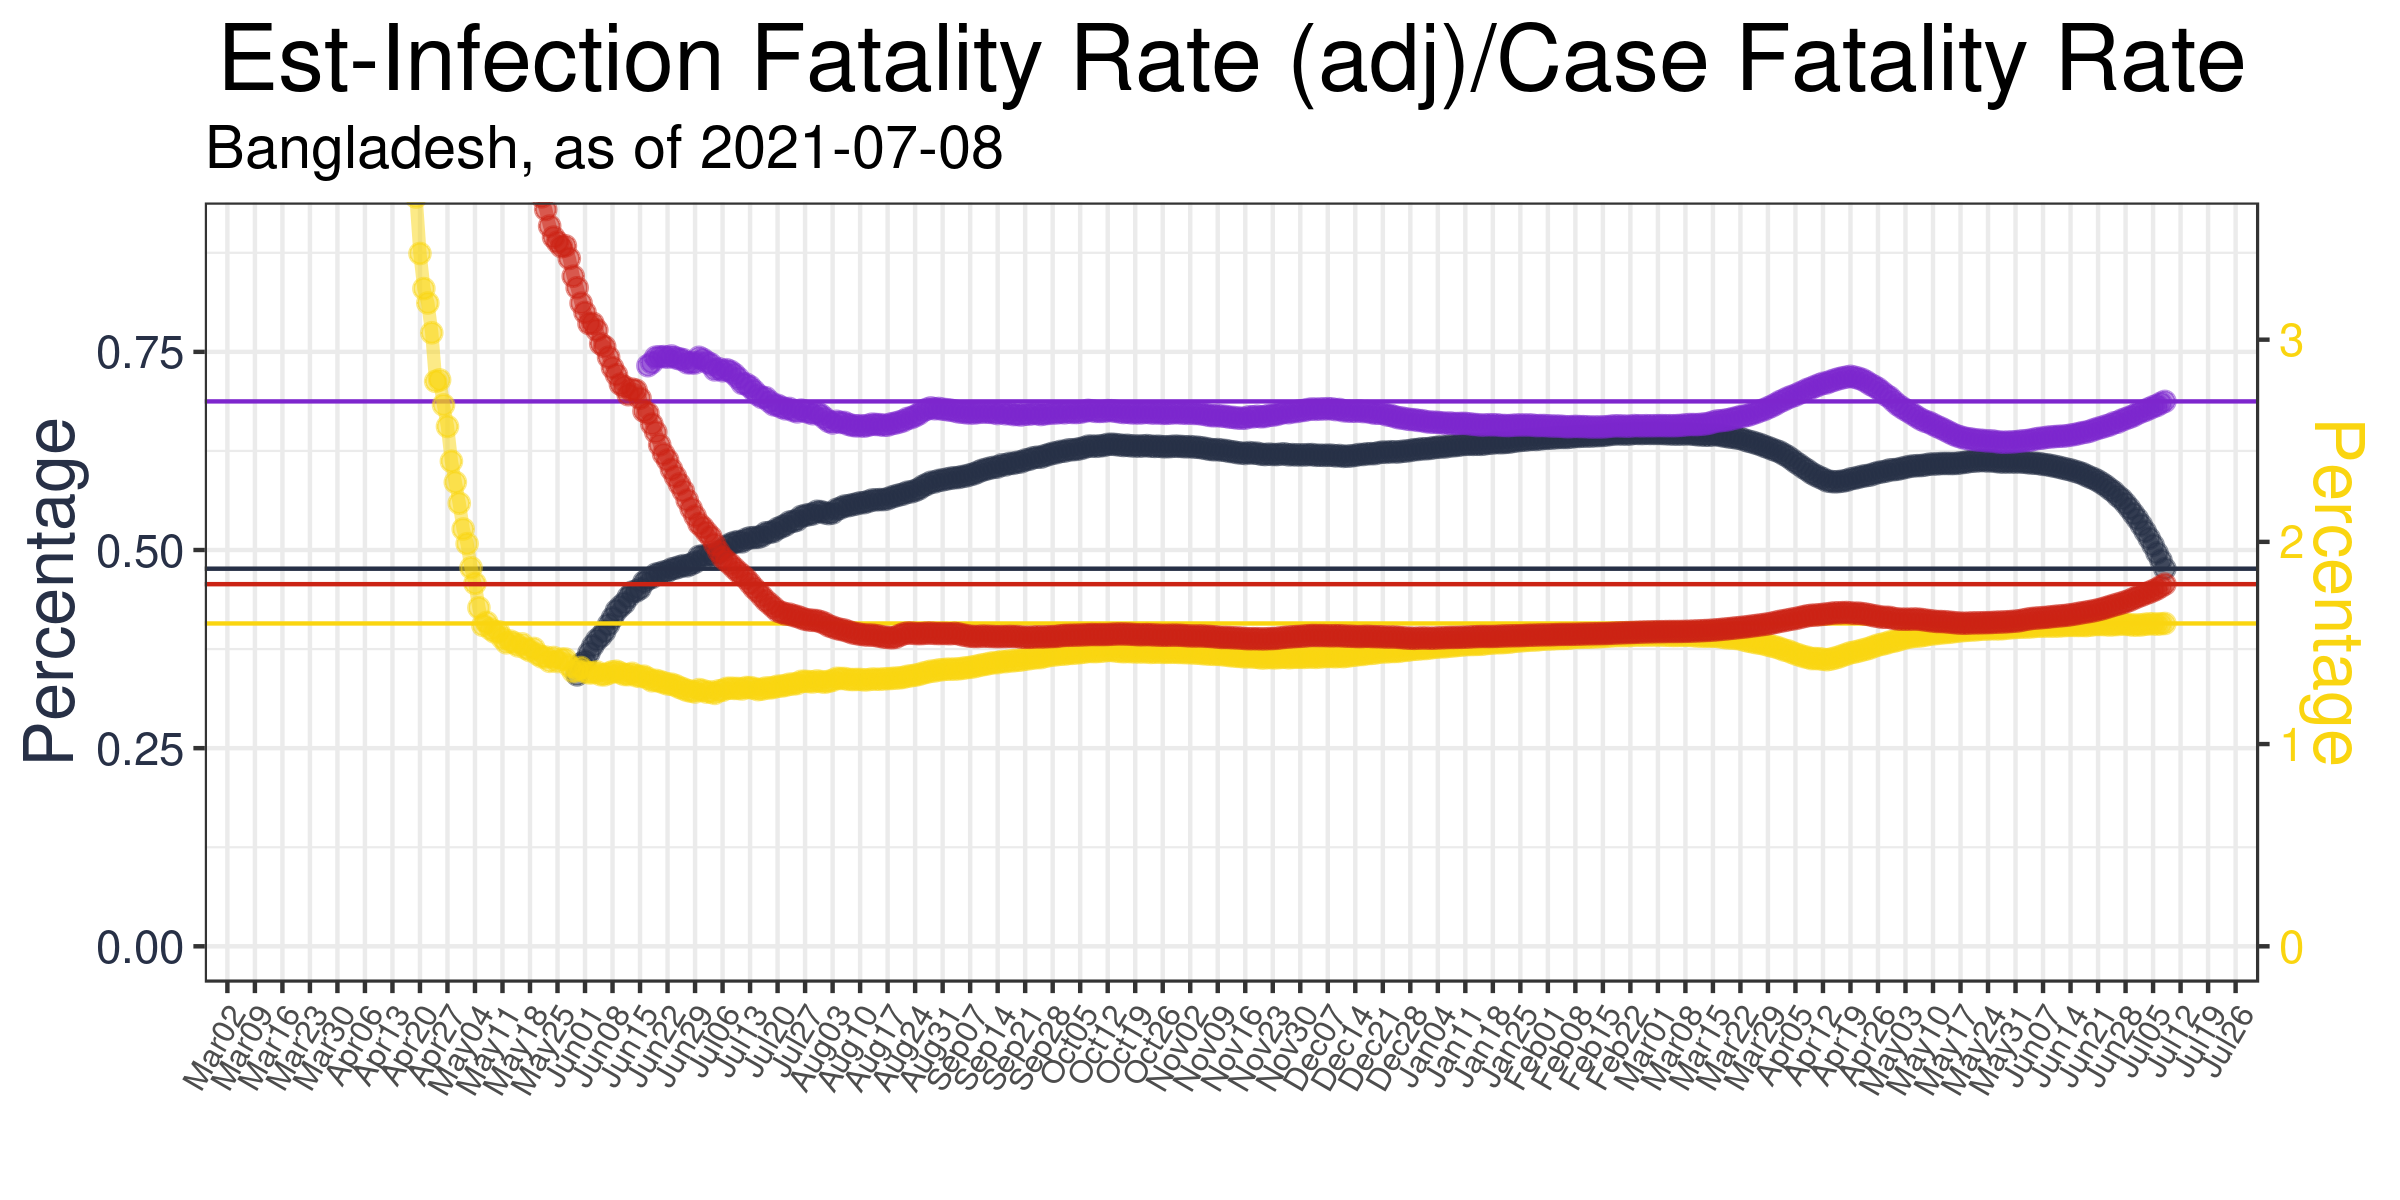 Est-Infection Fatality Rate (adj)/Case Fatality Rate
Bangladesh, as of 2021-07-08
Percentage
0.75
0.50
0.25
0.00
3
2
1
0
Percentage
Mar02
Mar09
Mar16
Mar23
Mar30
Apr06
Apr13
Apr20
Apr27
May04
May11
May18
May25
Jun01
Jun08
Jun15
Jun22
Jun29
Jul06
Jul13
Jul20
Jul27
Aug03
Aug10
Aug17
Aug24
Aug31
Sep07
Sep14
Sep21
Sep28
Oct05
Oct12
Oct19
Oct26
Nov02
Nov09
Nov16
Nov23
Nov30
Dec07
Dec14
Dec21
Dec28
Jan04
Jan11
Jan18
Jan25
Feb01
Feb08
Feb15
Feb22
Mar01
Mar08
Mar15
Mar22
Mar29
Apr05
Apr12
Apr19
Apr26
May03
May10
May17
May24
May31
Jun07
Jun14
Jun21
Jun28
Jul05
Jul12
Jul19
Jul26